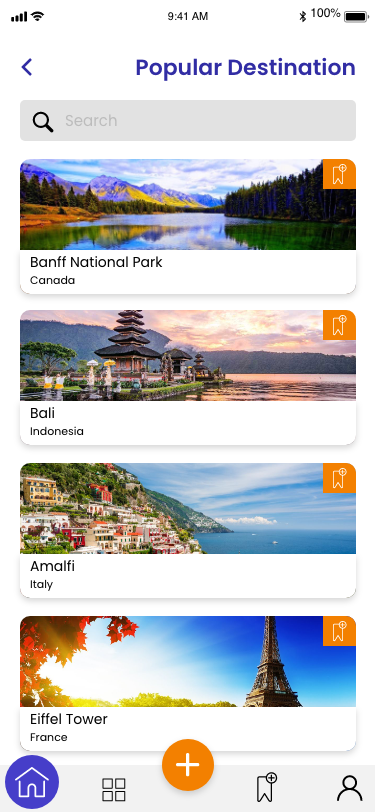 9:41 AM
100%
Popular Destination
Search
Banff National Park
Canada
Bali
Indonesia
Amalfi
Italy
Eiffel Tower
France